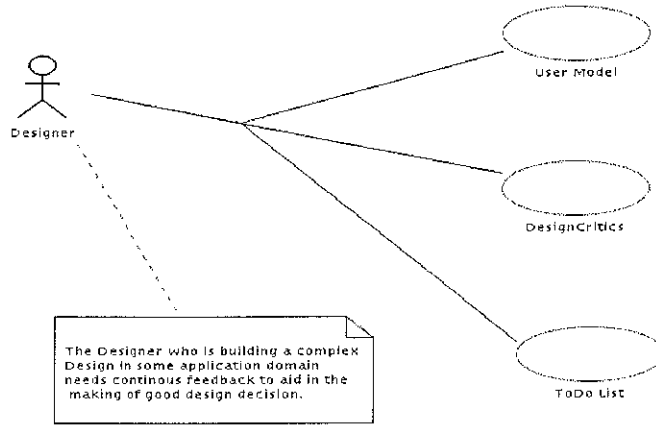 User Model
Designer
DesignCritics
The Designer who is building a Complex
Design in some application domain
needs continous feedback to aid in the
making of good design decision.
ToDo List